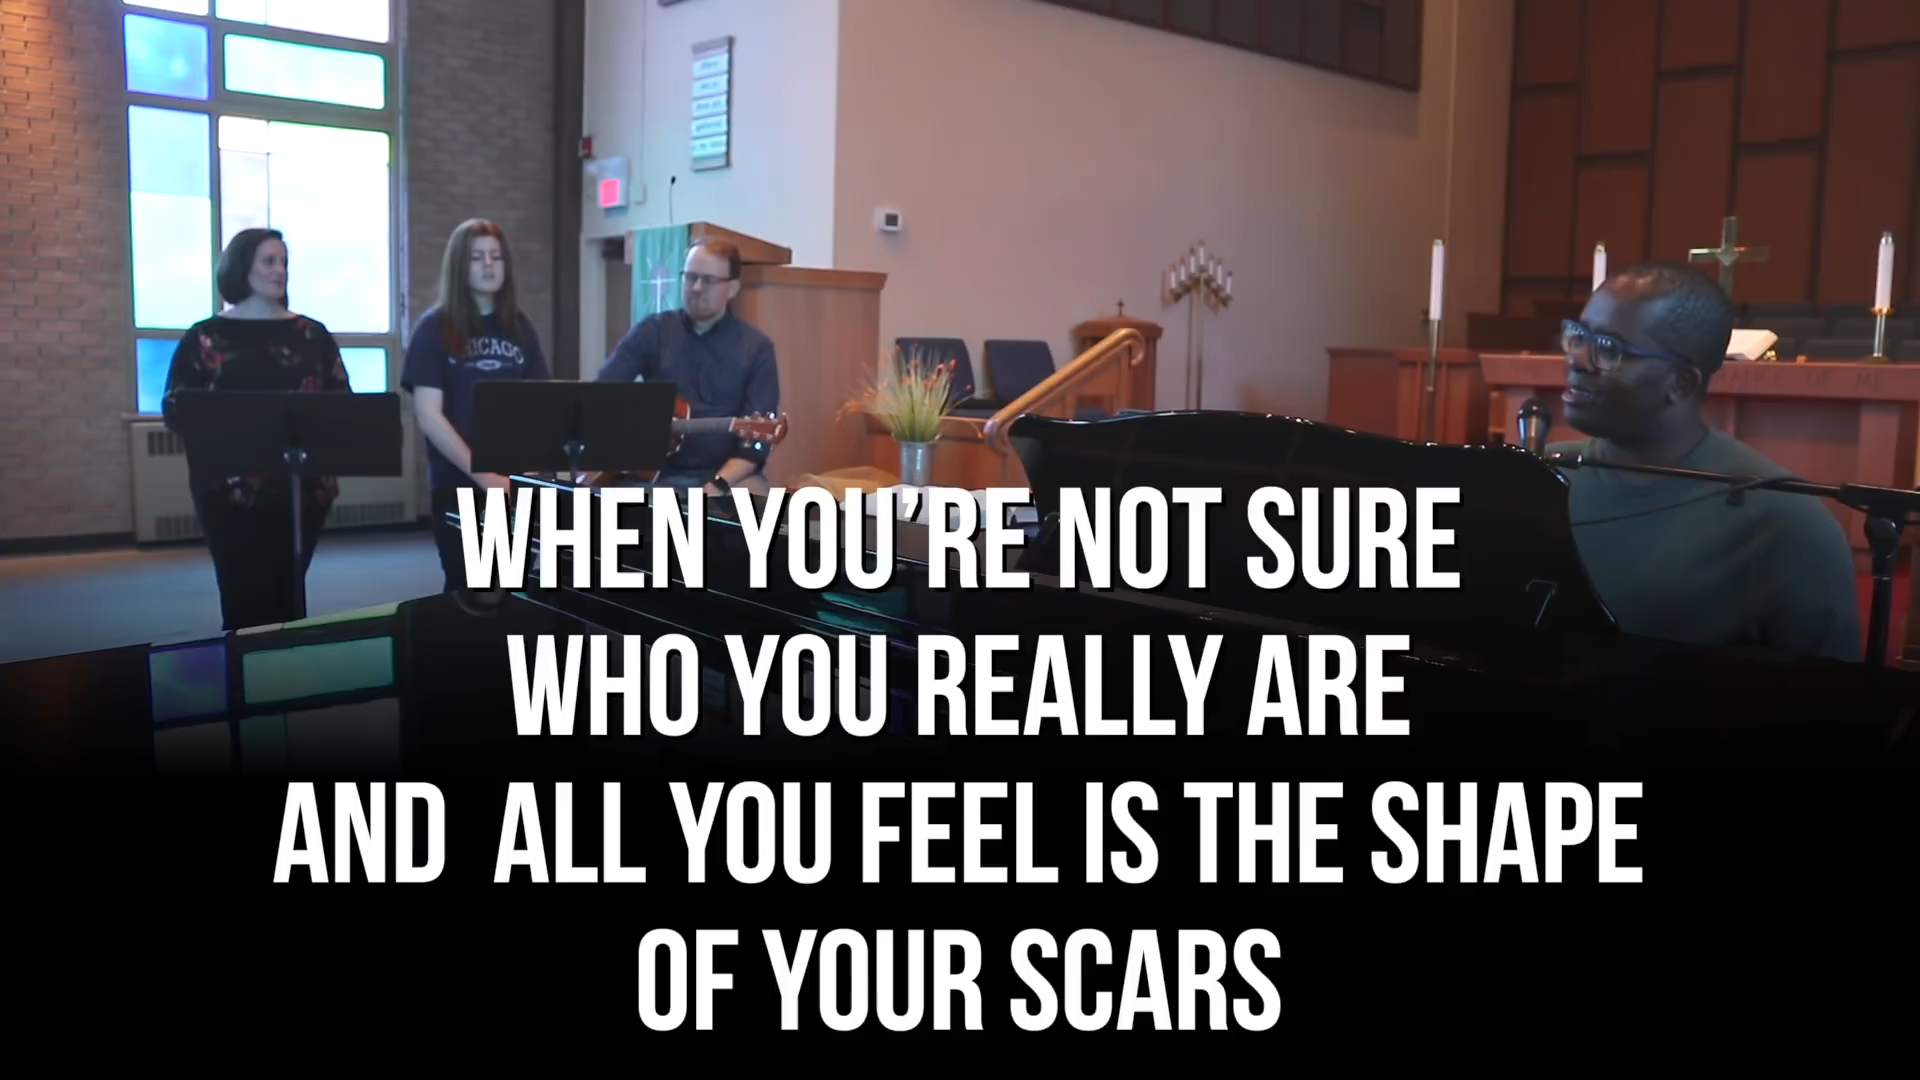 CHICAGO
WHEN YOU'RE NOT SURE
WHO YOU REALLY ARE
AND ALL YOU FEEL IS THE SHAPE
OF YOUR SCARS